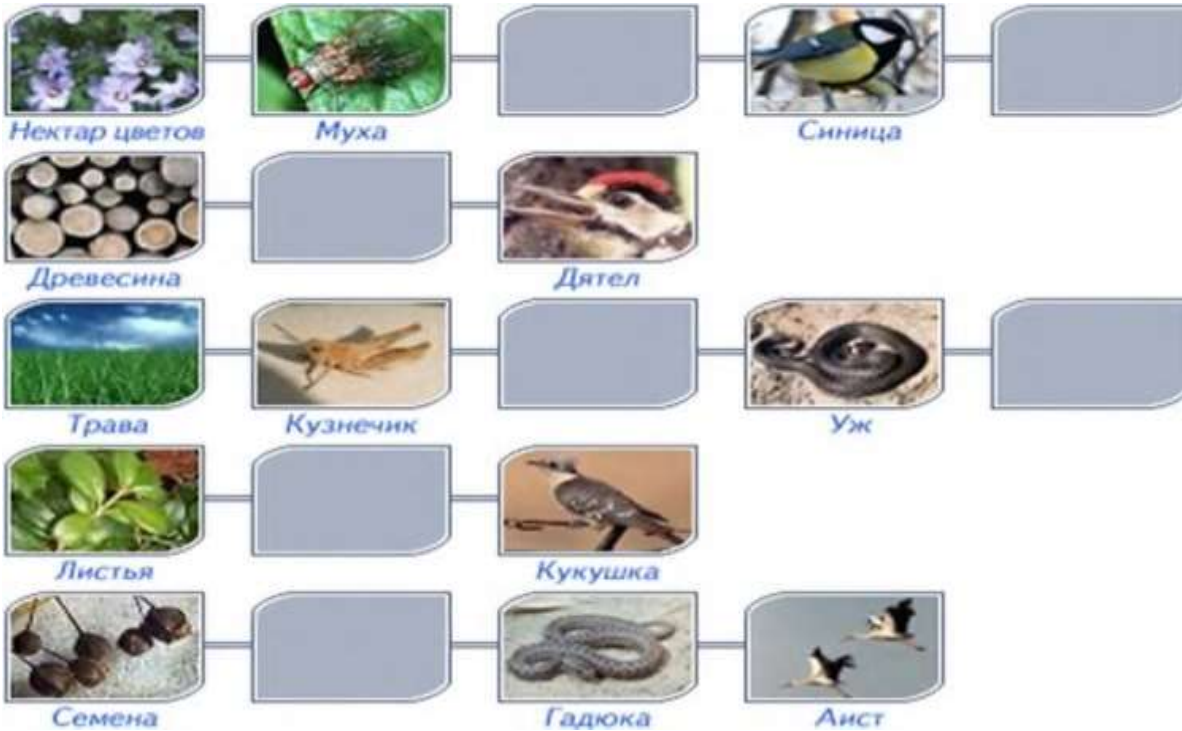 Нектар цветов Муха Синица
Древесина Дятел
Трава Кузнечик Уж
Листья Кукушка
Семена Гадюка Аист